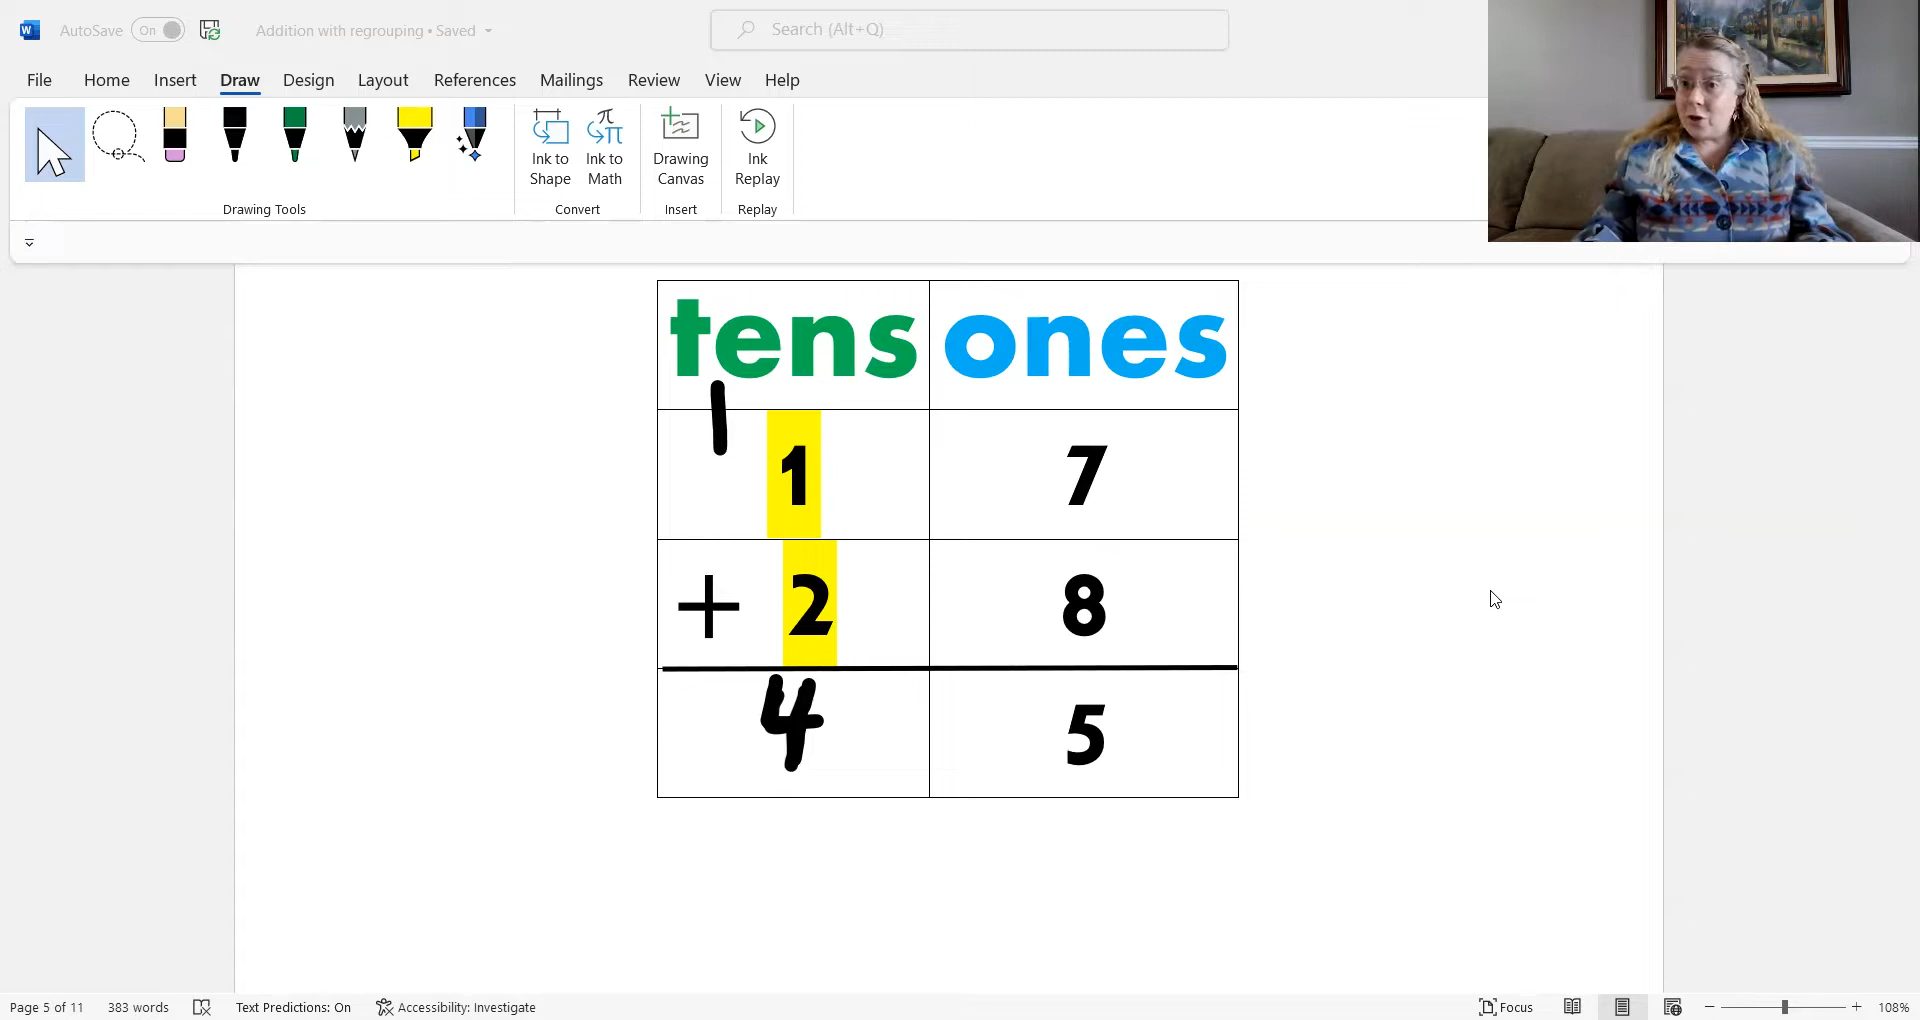 W AutoSave On Addition with regrouping • Saved Search (Alt+Q)
File Home Insert Draw Design Layout References Mailings Review View Help
π
Ink to Shape Ink to Math Drawing Canvas Ink Replay
Drawing Tools Convert Insert Replay
tens ones
1
1 7
+ 2 8
4 5
Page 5 of 11 383 words Text Predictions: On Accessibility: Investigate Focus − + 108%